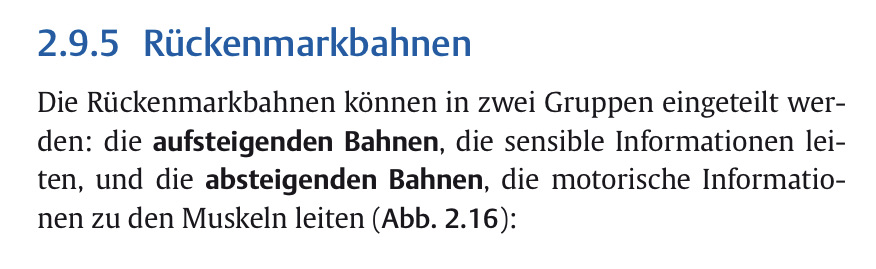 2.9.5 Rückenmarkbahnen
Die Rückenmarkbahnen können in zwei Gruppen eingeteilt wer-
den: die aufsteigenden Bahnen, die sensible Informationen lei-
ten, und die absteigenden Bahnen, die motorische Informatio-
nen zu den Muskeln leiten (Abb. 2.16):